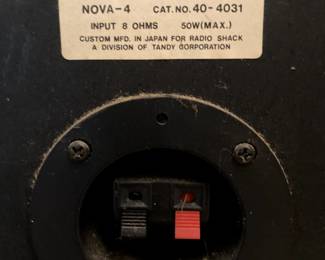 NOVA-4 CAT. NO. 40-4031
INPUT 8 OHMS 50W(MAX.)
CUSTOM MFD. IN JAPAN FOR RADIO SHACK
A DIVISION OF TANDY CORPORATION